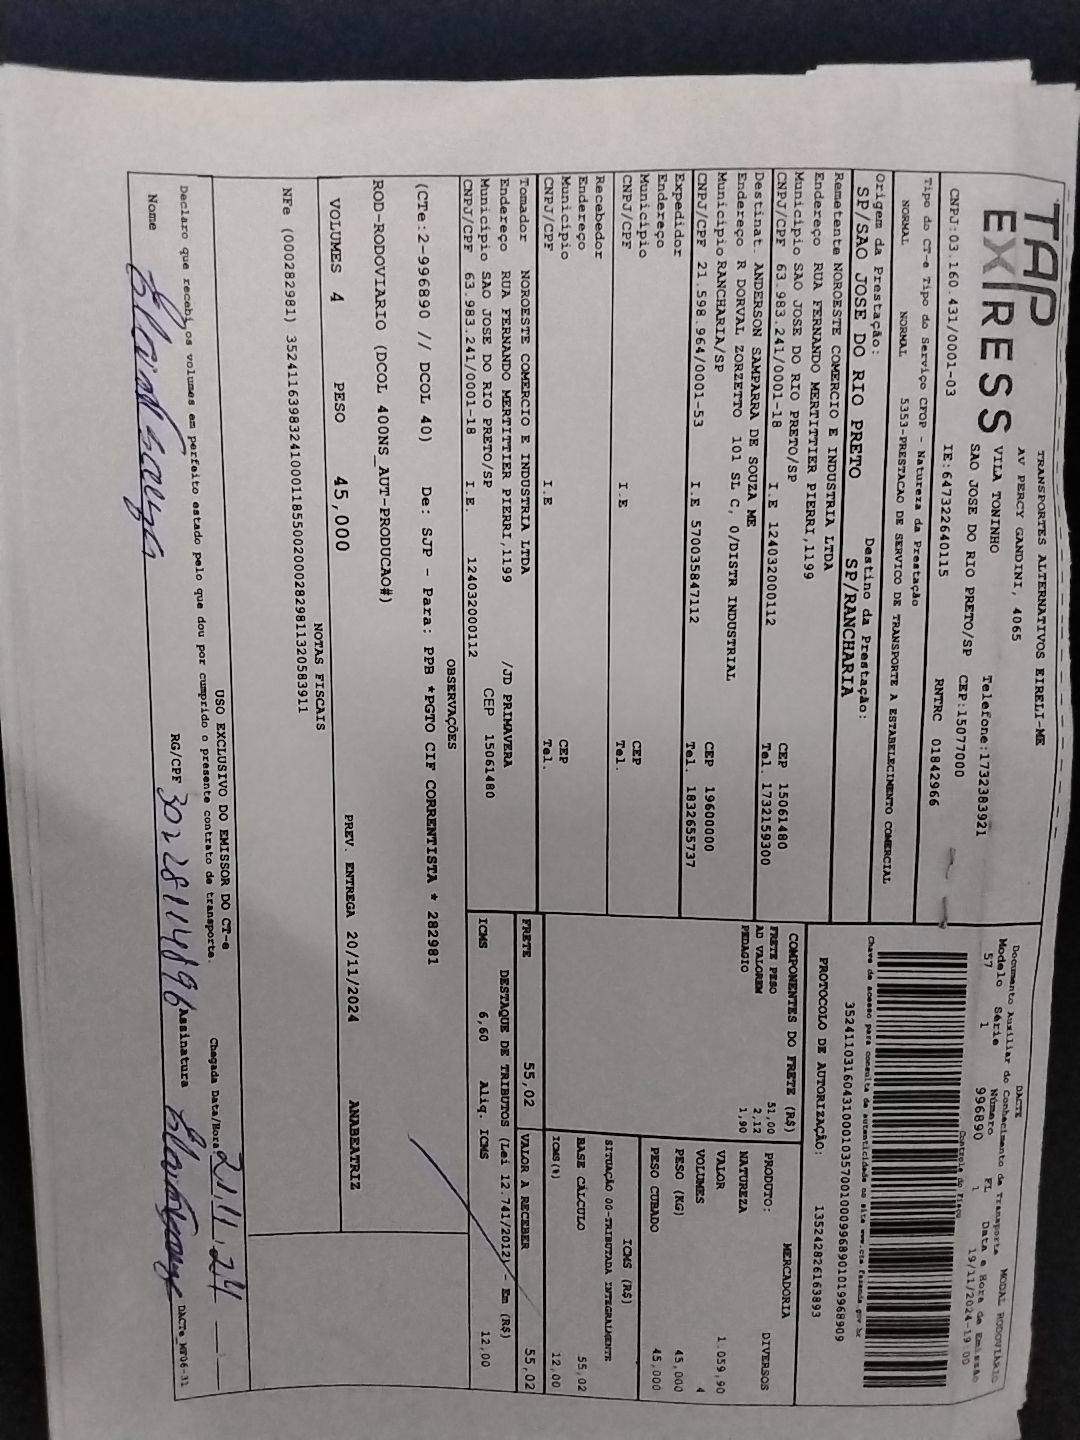 TAP
EXPRESS
TRANSPORTES ALTERNATIVOS EIRELI-ME
AV PERCY GANDINI, 4065
VILA TONINHO Telefone:1732383921
SAO JOSE DO RIO PRETO/SP CEP:15077000
CNPJ:03.160.431/0001-03 IE:647322640115 RNTRC 01842966
Tipo do CT-e Tipo do Serviço CFOP - Natureza da Prestação
NORMAL NORMAL 5353-PRESTACAO DE SERVICO DE TRANSPORTE A ESTABELECIMENTO COMERCIAL
Origem da Prestação: Destino da Prestação:
SP/SAO JOSE DO RIO PRETO SP/RANCHARIA
Remetente NOROESTE COMERCIO E INDUSTRIA LTDA
Endereço RUA FERNANDO MERTITTIER PIERRI,1199
Município SAO JOSE DO RIO PRETO/SP CEP 15061480
CNPJ/CPF 63.983.241/0001-18 I.E 124032000112 Tel. 1732159300
Destinat. ANDERSON SAMPARRA DE SOUZA ME
Endereço R DORVAL ZORZETTO 101 SL C, 0/DISTR INDUSTRIAL
Município RANCHARIA/SP CEP 19600000
CNPJ/CPF 21.598.964/0001-53 I.E 570035847112 Tel. 1832655737
Expedidor
Endereço
Município CEP
CNPJ/CPF I.E Tel.
Recebedor
Endereço
Município CEP
CNPJ/CPF I.E Tel.
Tomador NOROESTE COMERCIO E INDUSTRIA LTDA
Endereço RUA FERNANDO MERTITTIER PIERRI,1199 /JD PRIMAVERA
Município SAO JOSE DO RIO PRETO/SP CEP 15061480
CNPJ/CPF 63.983.241/0001-18 I.E. 124032000112
DACTE
Documento Auxiliar do Conhecimento de Transporte MODAL RODOVIARIO
Modelo Série Número FL Data e Hora de Emissão
57 1 996890 1 19/11/2024-19:00
Controle do Fisco
Chave de acesso para consulta de autenticidade no site www.cte.fazenda.gov.br
35241103160431000103570010009968901019968909
PROTOCOLO DE AUTORIZAÇÃO: 135242826163893
COMPONENTES DO FRETE (R$)
FRETE PESO 51,00
AD VALOREM 2,12
PEDAGIO 1,90
MERCADORIA
PRODUTO: DIVERSOS
NATUREZA
VALOR 1.059,90
VOLUMES 4
PESO (KG) 45,000
PESO CUBADO 45,000
ICMS (R$)
SITUAÇÃO 00-TRIBUTADA INTEGRALMENTE
BASE CÁLCULO 55,02
ICMS(%) 12,00
FRETE 55,02 VALOR A RECEBER 55,02
DESTAQUE DE TRIBUTOS (Lei 12.741/2012) - Em (R$)
ICMS 6,60 Aliq. ICMS 12,00
OBSERVAÇÕES
(CTe:2-996890 // DCOL 40) De: SJP - Para: PPB *PGTO CIF CORRENTISTA * 282981
ROD-RODOVIARIO (DCOL 400NS_AUT-PRODUCAO#)
VOLUMES 4 PESO 45,000 PREV. ENTREGA 20/11/2024 ANABEATRIZ
NOTAS FISCAIS
NFe (000282981) 35241163983241000118550020002829811320583911
USO EXCLUSIVO DO EMISSOR DO CT-e
Declaro que recebi os volumes em perfeito estado pelo que dou por cumprido o presente contrato de transporte. Chegada Data/Hora 21.11.24
Nome RG/CPF 30228114896 Assinatura
DACTe MF06-31